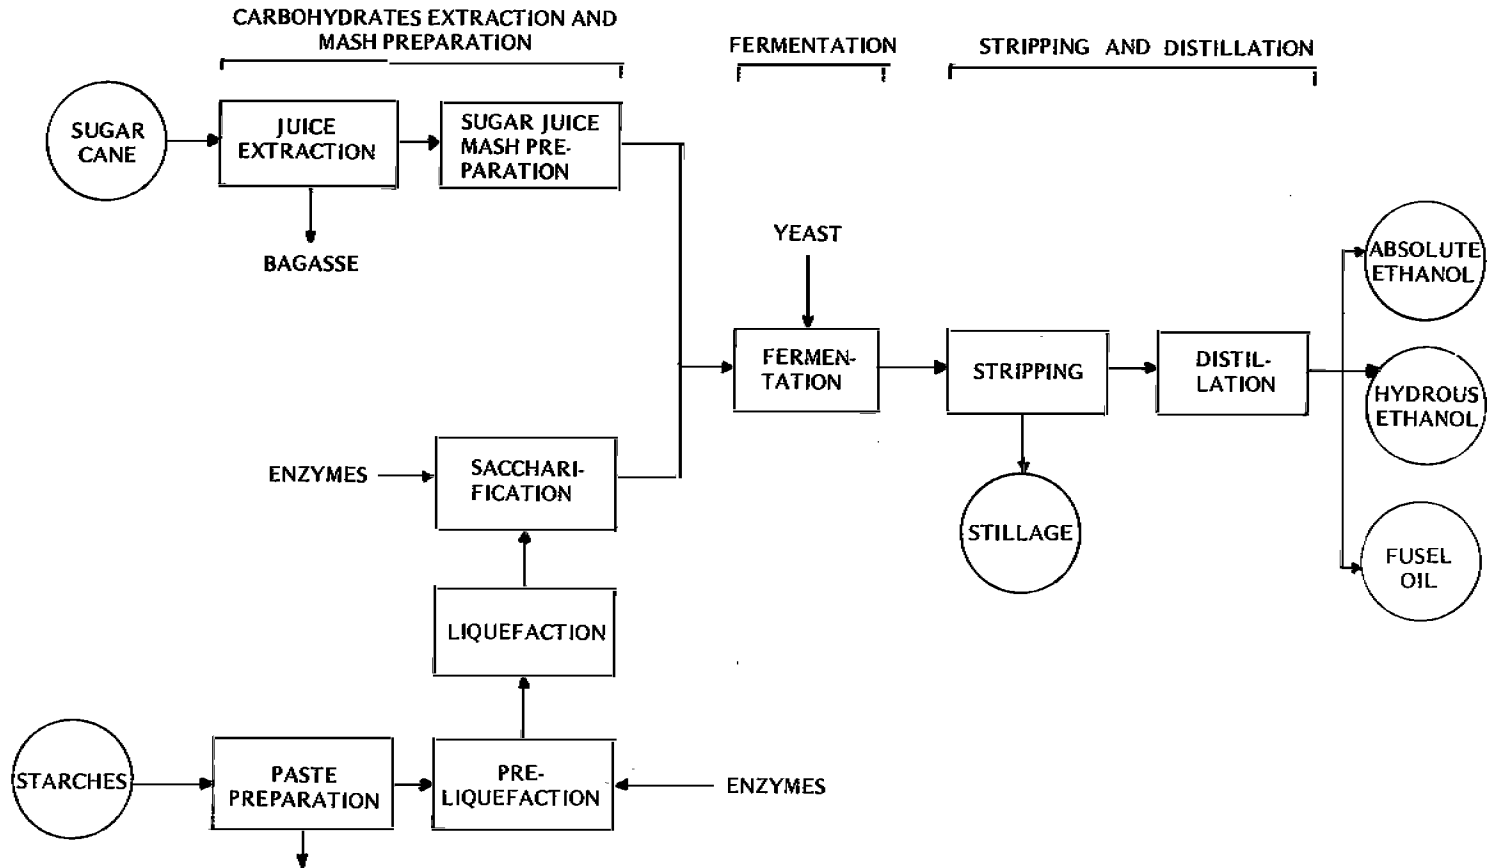 CARBOHYDRATES EXTRACTION AND
MASH PREPARATION
FERMENTATION
STRIPPING AND DISTILLATION
SUGAR
CANE
JUICE
EXTRACTION
SUGAR JUICE
MASH PRE-
PARATION
BAGASSE
YEAST
ABSOLUTE
ETHANOL
FERMEN-
TATION
STRIPPING
DISTIL-
LATION
HYDROUS
ETHANOL
ENZYMES
SACCHARI-
FICATION
STILLAGE
FUSEL
OIL
LIQUEFACTION
STARCHES
PASTE
PREPARATION
PRE-
LIQUEFACTION
ENZYMES